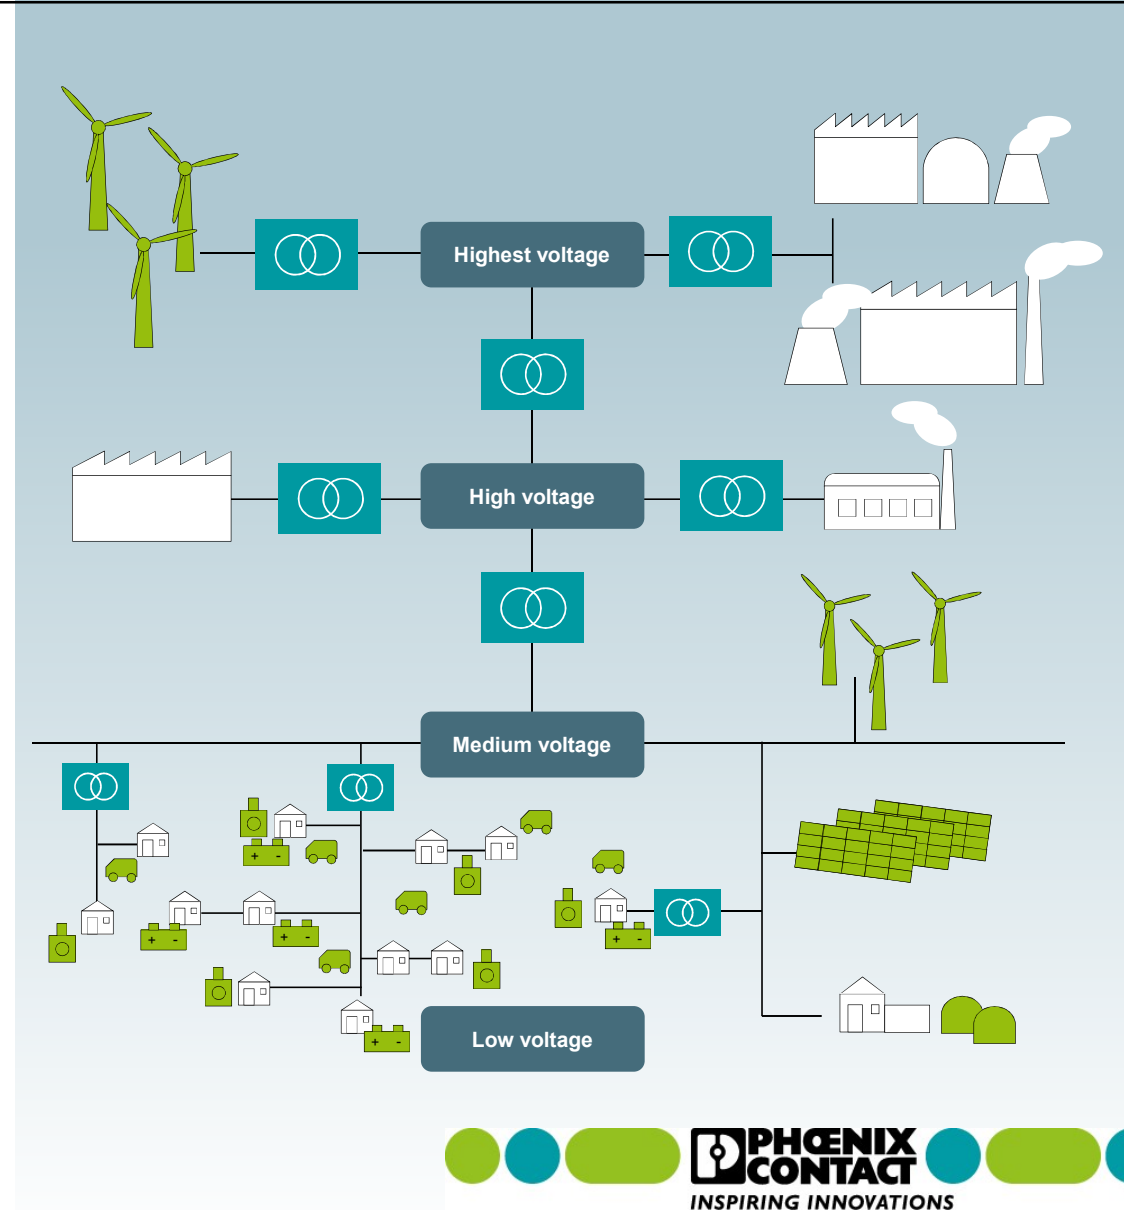 Highest voltage
High voltage
Medium voltage
+ -
+ -
+ -
+ -
+ -
Low voltage
PHŒNIX
CONTACT
INSPIRING INNOVATIONS